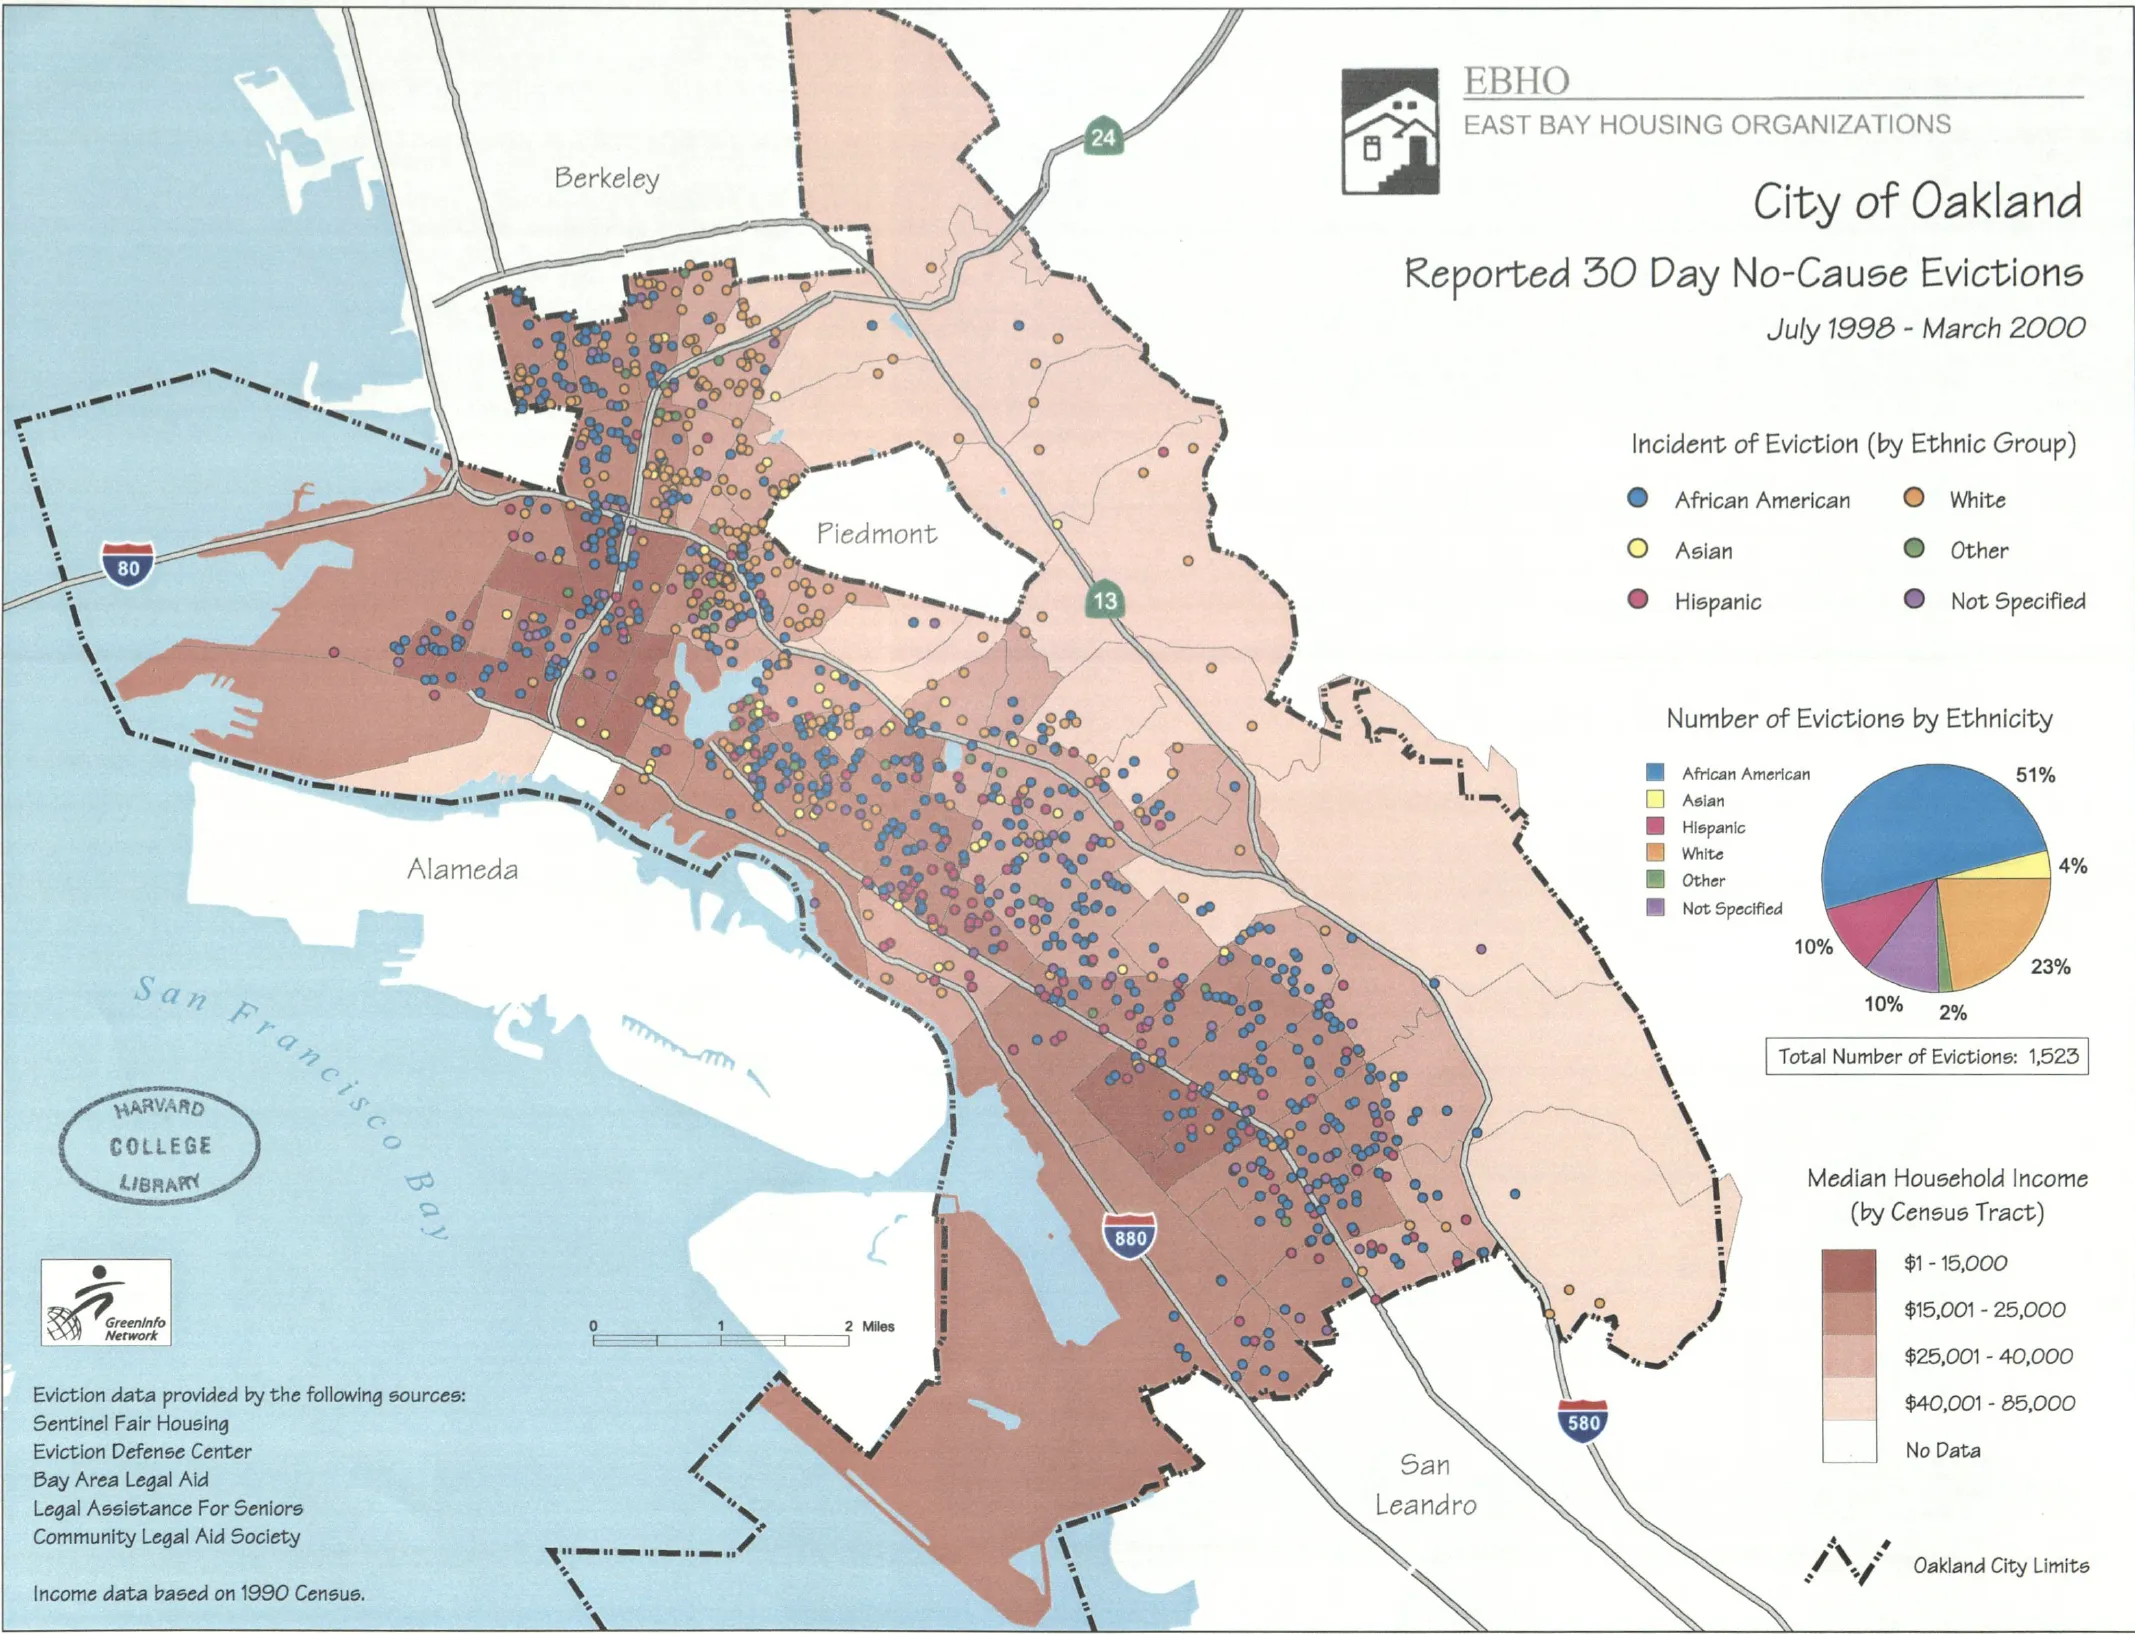 EBHO
EAST BAY HOUSING ORGANIZATIONS
City of Oakland
Reported 30 Day No-Cause Evictions
July 1998 - March 2000
Incident of Eviction (by Ethnic Group)
African American
White
Asian
Other
Hispanic
Not Specified
Number of Evictions by Ethnicity
African American
Asian
Hispanic
White
Other
Not Specified
51%
4%
23%
2%
10%
10%
Total Number of Evictions: 1,523
Median Household Income
(by Census Tract)
$1 - 15,000
$15,001 - 25,000
$25,001 - 40,000
$40,001 - 85,000
No Data
Oakland City Limits
Berkeley
24
80
Piedmont
13
Alameda
San Francisco Bay
880
580
San
Leandro
HARVARD
COLLEGE
LIBRARY
GreenInfo
Network
0 1 2 Miles
Eviction data provided by the following sources:
Sentinel Fair Housing
Eviction Defense Center
Bay Area Legal Aid
Legal Assistance For Seniors
Community Legal Aid Society
Income data based on 1990 Census.